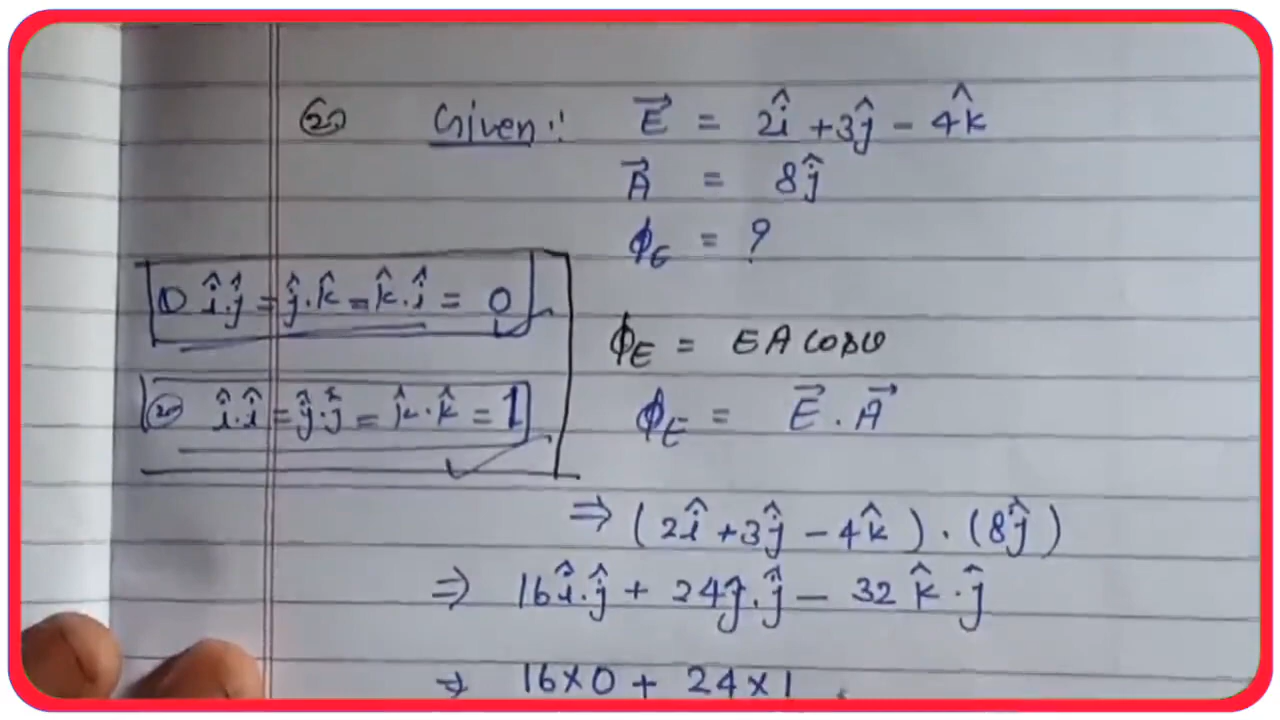 ② Given :: E⃗ = 2î + 3ĵ - 4k̂
A⃗ = 8ĵ
ϕE = ?
① î.ĵ = ĵ.k̂ = k̂.î = 0
② î.î = ĵ.ĵ = k̂.k̂ = 1
ϕE = EA cosθ
ϕE = E⃗ . A⃗
⇒ (2î + 3ĵ - 4k̂) . (8ĵ)
⇒ 16î.ĵ + 24ĵ.ĵ - 32k̂.ĵ
⇒ 16×0 + 24×1